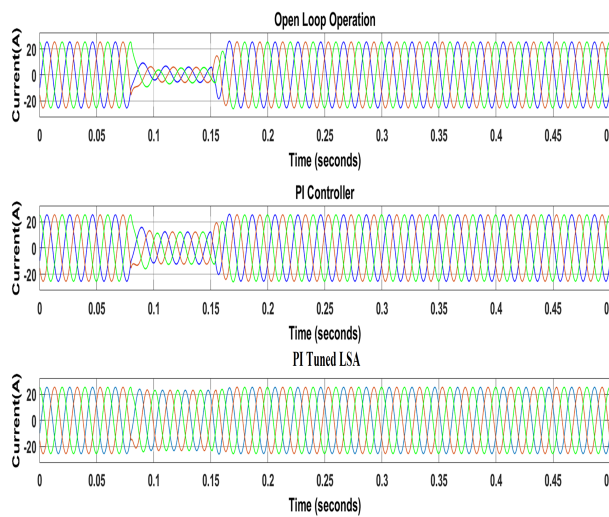 Open Loop Operation
Current(A)
20
0
-20
0 0.05 0.1 0.15 0.2 0.25 0.3 0.35 0.4 0.45 0.
Time (seconds)
PI Controller
Current(A)
20
0
-20
0 0.05 0.1 0.15 0.2 0.25 0.3 0.35 0.4 0.45 0.
Time (seconds)
PI Tuned LSA
Current(A)
20
0
-20
0 0.05 0.1 0.15 0.2 0.25 0.3 0.35 0.4 0.45
Time (seconds)